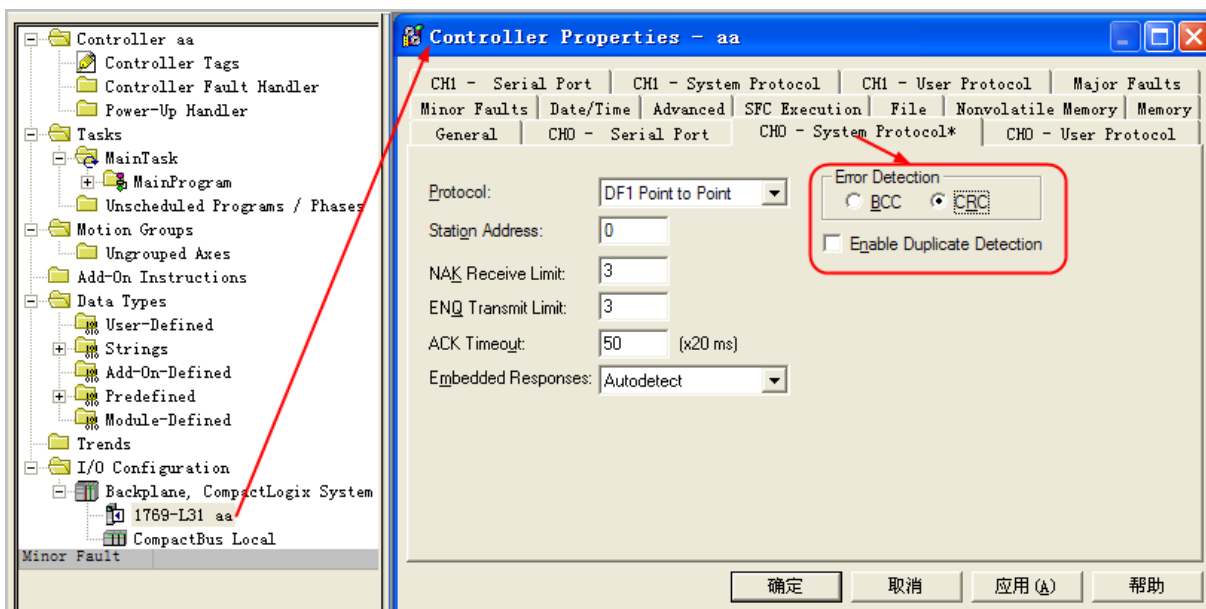 Controller aa
Controller Tags
Controller Fault Handler
Power-Up Handler
Tasks
MainTask
MainProgram
Unscheduled Programs / Phases
Motion Groups
Ungrouped Axes
Add-On Instructions
Data Types
User-Defined
Strings
Add-On-Defined
Predefined
Module-Defined
Trends
I/O Configuration
Backplane, CompactLogix System
1769-L31 aa
CompactBus Local
Minor Fault
Controller Properties - aa
CH1 - Serial Port CH1 - System Protocol CH1 - User Protocol Major Faults
Minor Faults Date/Time Advanced SFC Execution File Nonvolatile Memory Memory
General CH0 - Serial Port CH0 - System Protocol* CH0 - User Protocol
Protocol: DF1 Point to Point
Station Address: 0
NAK Receive Limit: 3
ENQ Transmit Limit: 3
ACK Timeout: 50 (x20 ms)
Embedded Responses: Autodetect
Error Detection
BCC CRC
Enable Duplicate Detection
确定 取消 应用(A) 帮助